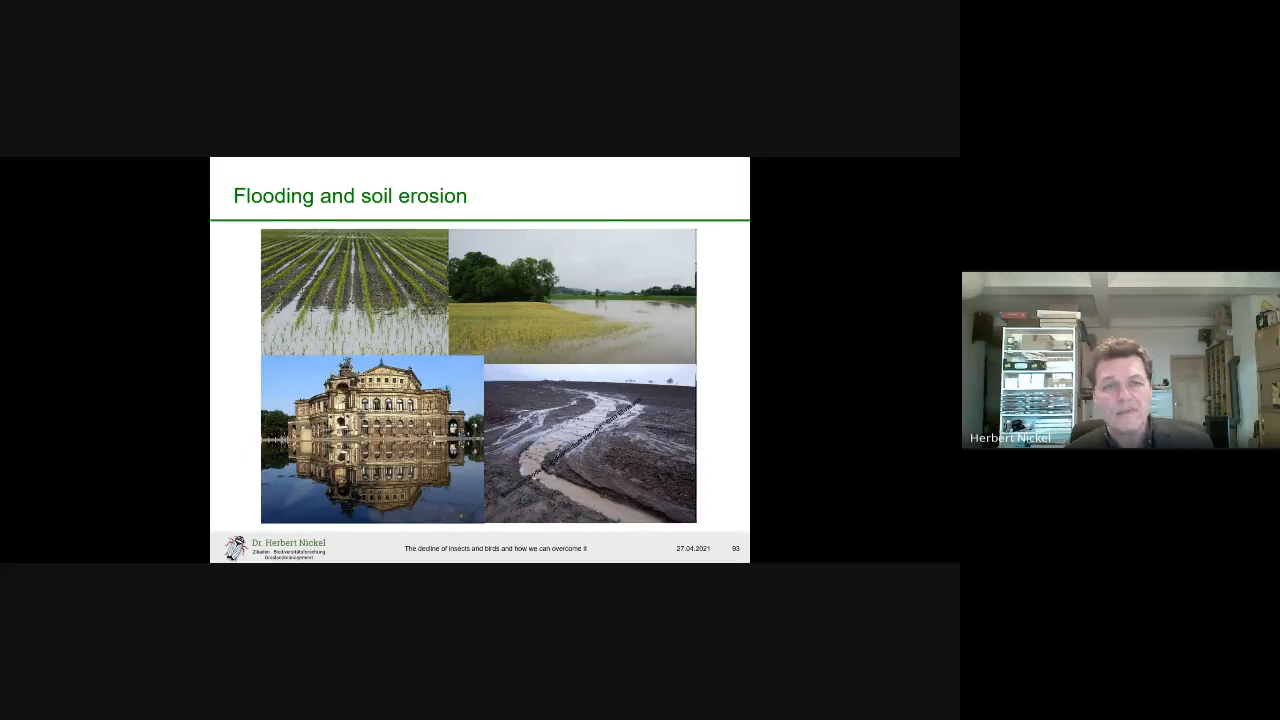 Flooding and soil erosion
Dr. Herbert Nickel
Zikaden Biodiversitätsforschung
Graslandmanagement
The decline of insects and birds and how we can overcome it
27.04.2021
93
Herbert Nickel